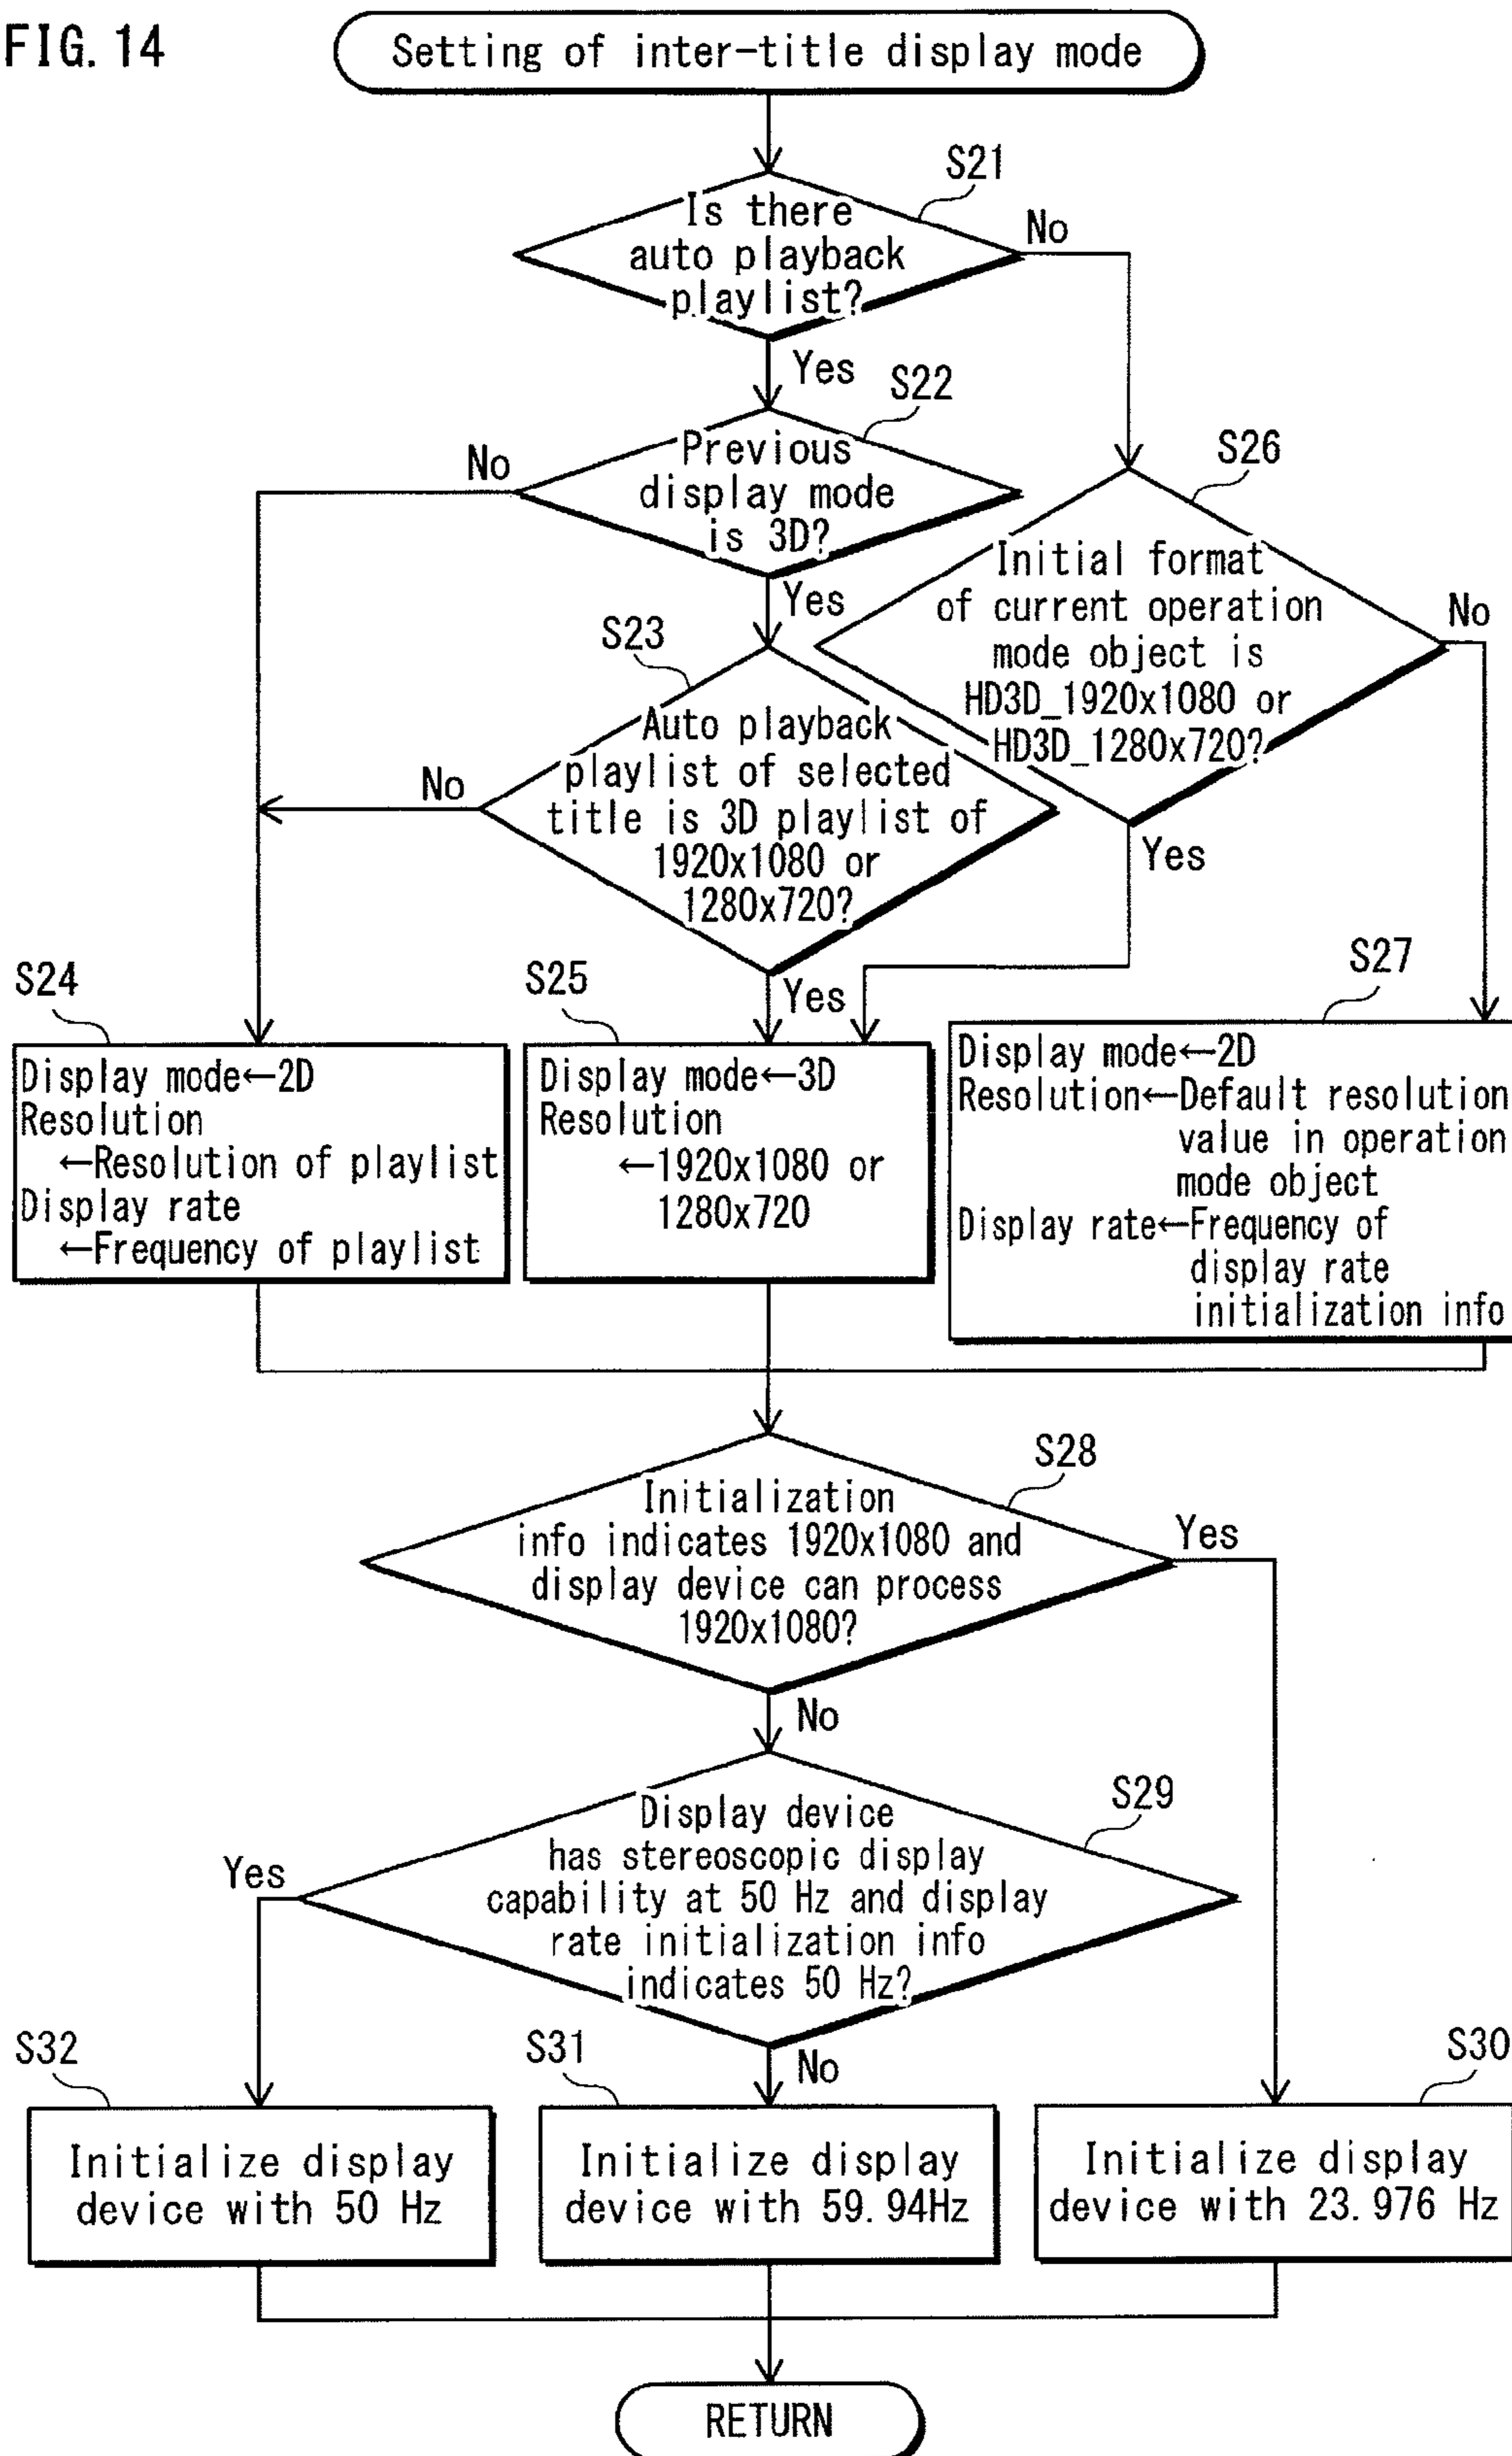 FIG. 14
Setting of inter-title display mode
S21
Is there
auto playback
playlist?
No
Yes
S22
Previous
display mode
is 3D?
No
Yes
S26
Initial format
of current operation
mode object is
HD3D_1920x1080 or
HD3D_1280x720?
No
Yes
S23
Auto playback
playlist of selected
title is 3D playlist of
1920x1080 or
1280x720?
No
Yes
S24
Display mode←2D
Resolution
←Resolution of playlist
Display rate
←Frequency of playlist
S25
Display mode←3D
Resolution
←1920x1080 or
1280x720
S27
Display mode←2D
Resolution←Default resolution
value in operation
mode object
Display rate←Frequency of
display rate
initialization info
S28
Initialization
info indicates 1920x1080 and
display device can process
1920x1080?
Yes
No
S29
Display device
has stereoscopic display
capability at 50 Hz and display
rate initialization info
indicates 50 Hz?
Yes
No
S32
Initialize display
device with 50 Hz
S31
Initialize display
device with 59.94Hz
S30
Initialize display
device with 23.976 Hz
RETURN